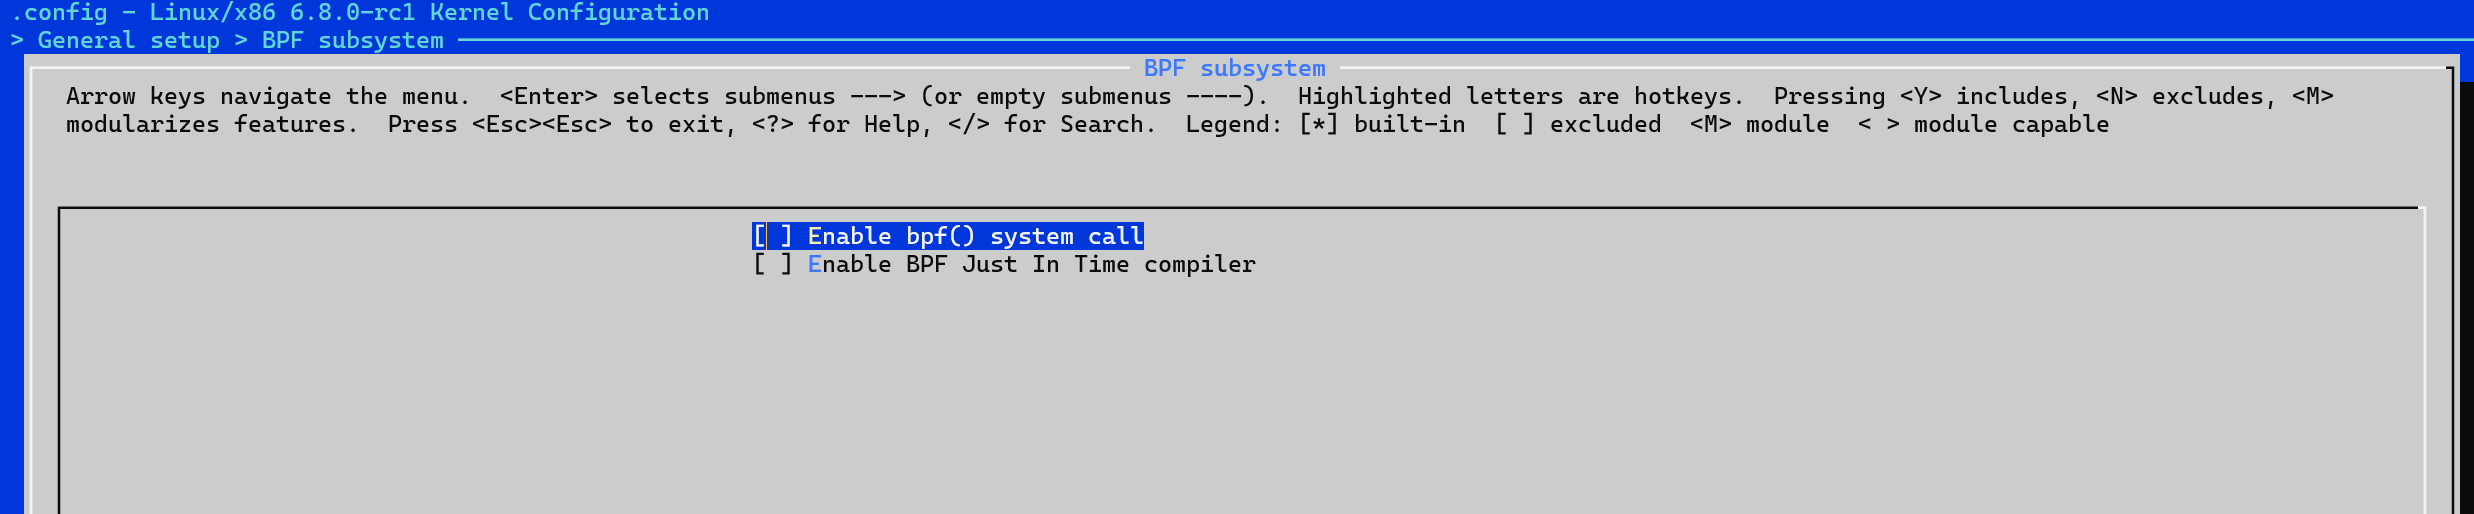 .config - Linux/x86 6.8.0-rc1 Kernel Configuration
> General setup > BPF subsystem
BPF subsystem
Arrow keys navigate the menu.  <Enter> selects submenus ---> (or empty submenus ----).  Highlighted letters are hotkeys.  Pressing <Y> includes, <N> excludes, <M>
modularizes features.  Press <Esc><Esc> to exit, <?> for Help, </> for Search.  Legend: [*] built-in  [ ] excluded  <M> module  < > module capable
[ ] Enable bpf() system call
[ ] Enable BPF Just In Time compiler